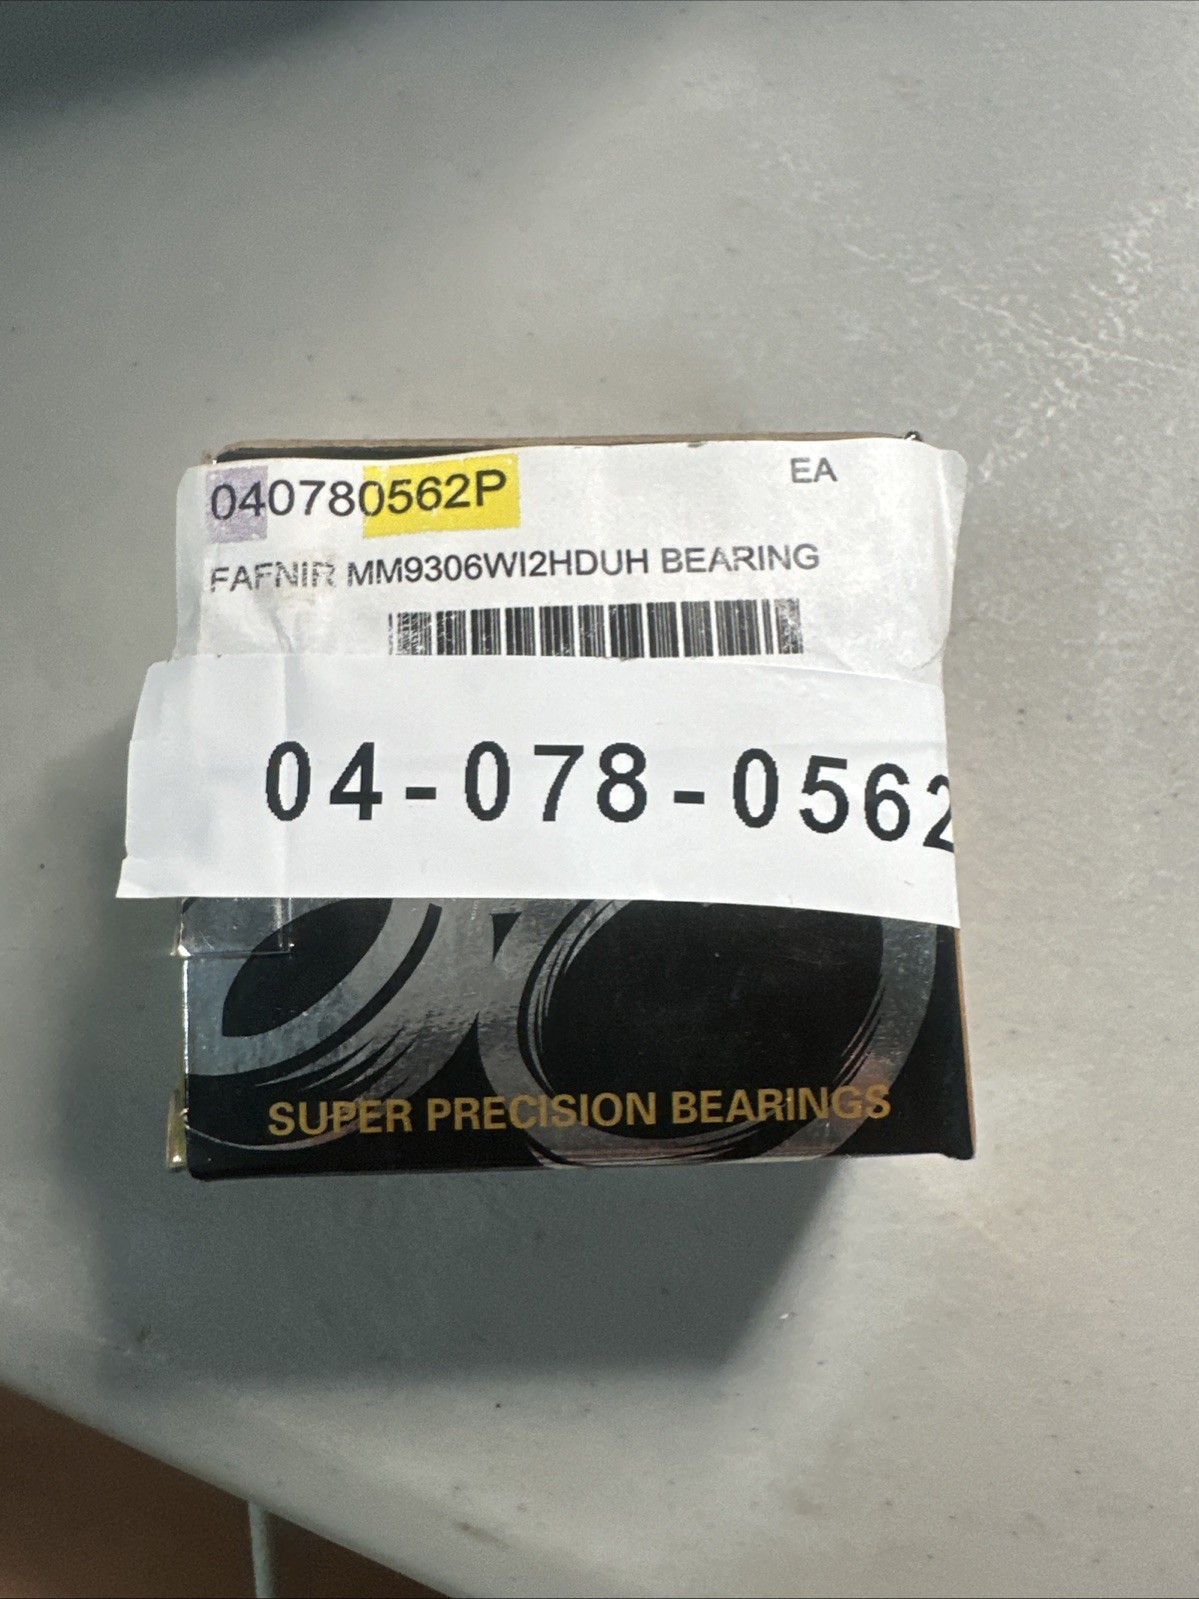 040780562P EA
FAFNIR MM9306WI2HDUH BEARING
04-078-0562
SUPER PRECISION BEARINGS